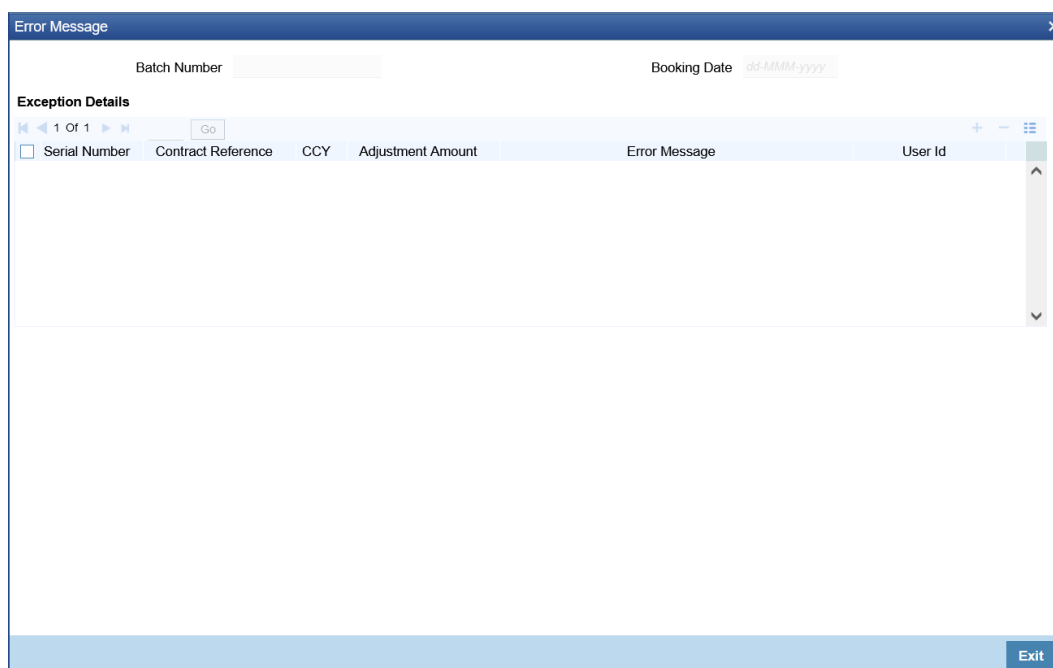 Error Message
Batch Number
Booking Date dd-MMM-yyyy
Exception Details
1 Of 1 Go
Serial Number Contract Reference CCY Adjustment Amount Error Message User Id
Exit